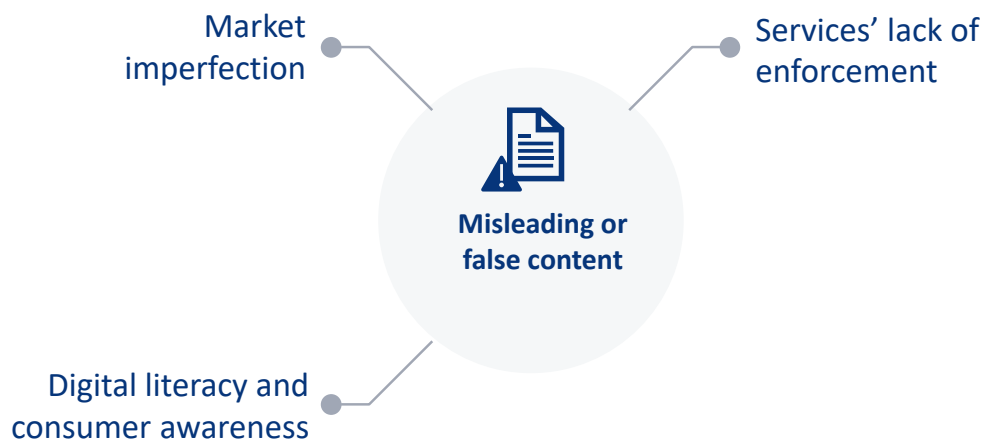 Market
imperfection
Services’ lack of
enforcement
Misleading or
false content
Digital literacy and
consumer awareness